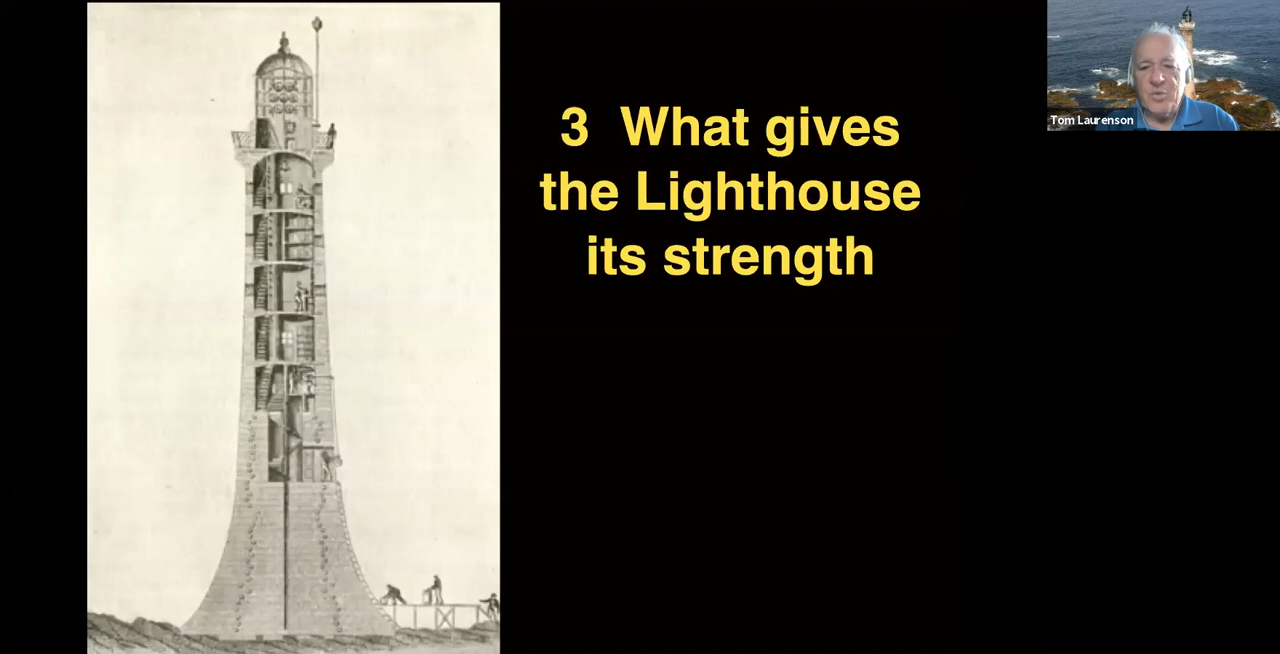 3 What gives
the Lighthouse
its strength
Tom Laurenson